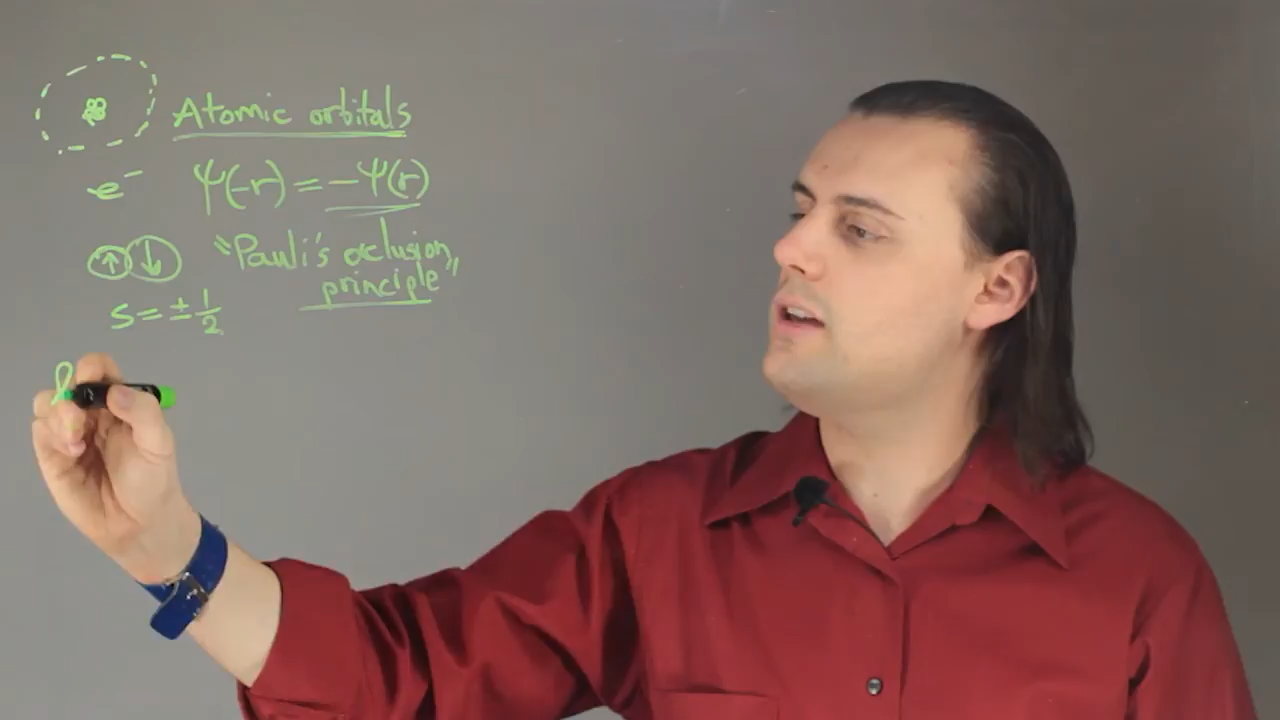 Atomic orbitals
e⁻ Ψ(-r) = -Ψ(r)
↑ ↓ "Pauli's exclusion
principle"
s = ± 1/2
l